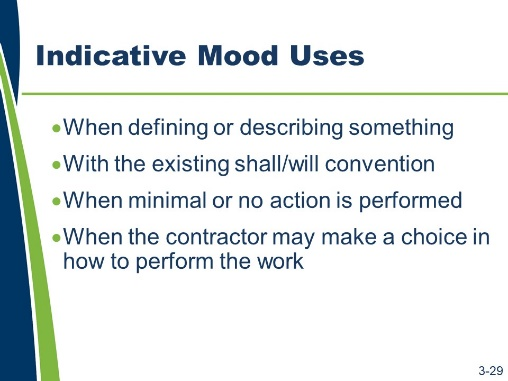 Indicative Mood Uses
•When defining or describing something
•With the existing shall/will convention
•When minimal or no action is performed
•When the contractor may make a choice in
how to perform the work
3-29